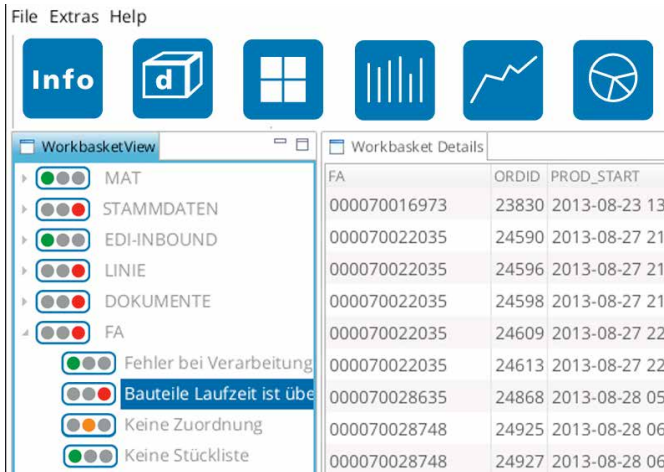 File Extras Help
Info d
WorkbasketView
MAT
STAMMDATEN
EDI-INBOUND
LINIE
DOKUMENTE
FA
Fehler bei Verarbeitung
Bauteile Laufzeit ist übe
Keine Zuordnung
Keine Stückliste
Workbasket Details
FA ORDID PROD_START
000070016973 23830 2013-08-23 13
000070022035 24590 2013-08-27 21
000070022035 24596 2013-08-27 21
000070022035 24598 2013-08-27 21
000070022035 24609 2013-08-27 22
000070022035 24613 2013-08-27 22
000070028635 24868 2013-08-28 05
000070028748 24925 2013-08-28 06
000070028748 24927 2013-08-28 06